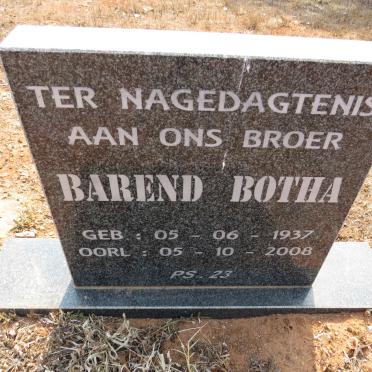 TER NAGEDAGTENIS
AAN ONS BROER
BAREND BOTHA
GEB : 05 - 06 - 1937
OORL : 05 - 10 - 2008
PS. 23